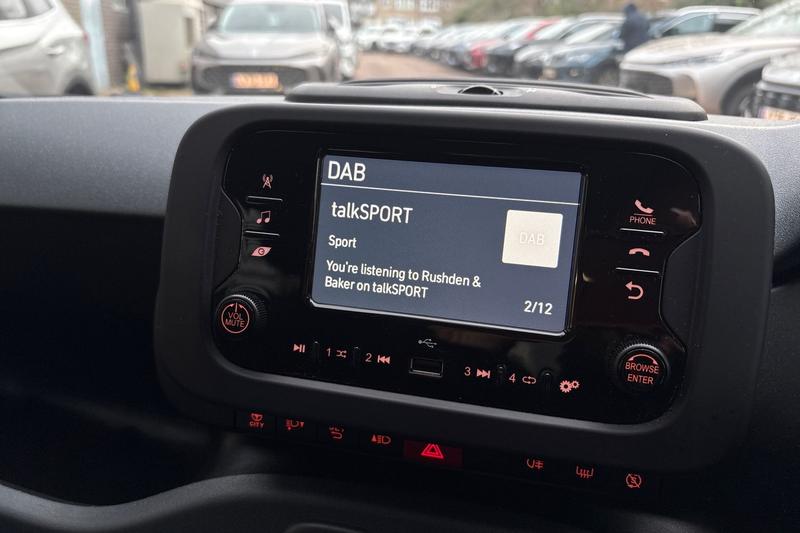 DAB
talkSPORT
DAB
Sport
You're listening to Rushden &
Baker on talkSPORT
2/12
PHONE
VOL
MUTE
1
2
3
4
BROWSE
ENTER
CITY